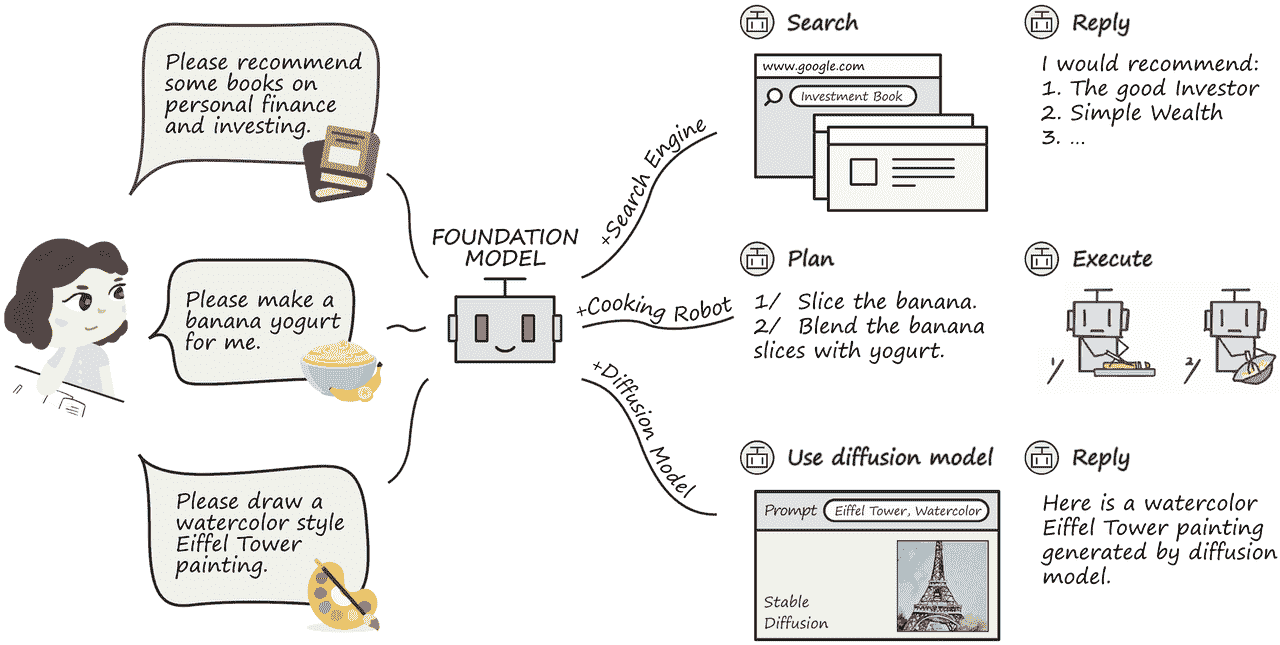 Please recommend
some books on
personal finance
and investing.
Please make a
banana yogurt
for me.
Please draw a
watercolor style
Eiffel Tower
painting.
FOUNDATION
MODEL
+Search Engine
+Cooking Robot
+Diffusion Model
Search
www.google.com
Investment Book
Reply
I would recommend:
1. The good Investor
2. Simple Wealth
3. ...
Plan
1/ Slice the banana.
2/ Blend the banana
slices with yogurt.
Execute
1/
2/
Use diffusion model
Prompt
Eiffel Tower, Watercolor
Stable
Diffusion
Reply
Here is a watercolor
Eiffel Tower painting
generated by diffusion
model.